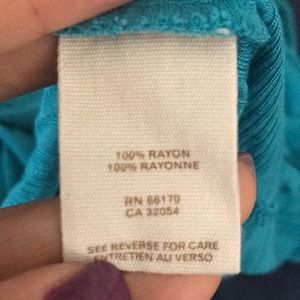 100% RAYON
100% RAYONNE
RN 66170
CA 32054
SEE REVERSE FOR CARE
ENTRETIEN AU VERSO